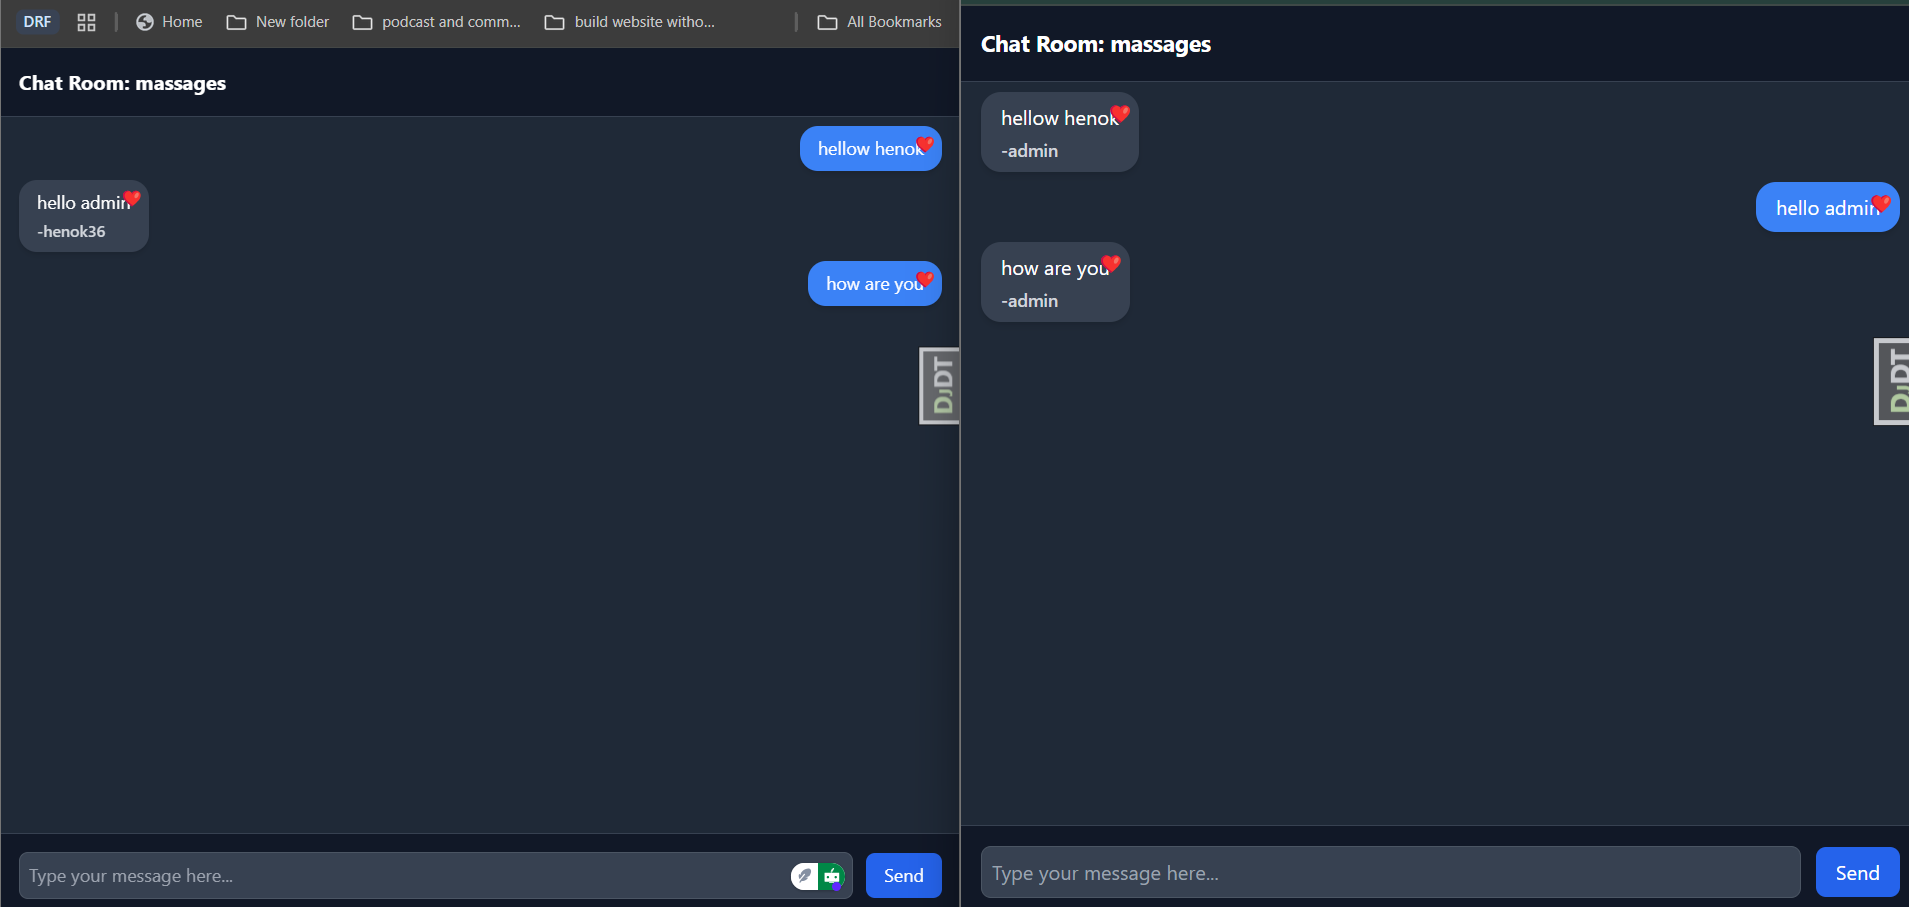 DRF
Home
New folder
podcast and comm...
build website witho...
All Bookmarks
Chat Room: massages
hellow henok
hello admin
-henok36
how are you
DJDT
Type your message here...
Send
Chat Room: massages
hellow henok
-admin
hello admin
how are you
-admin
DJDT
Type your message here...
Send